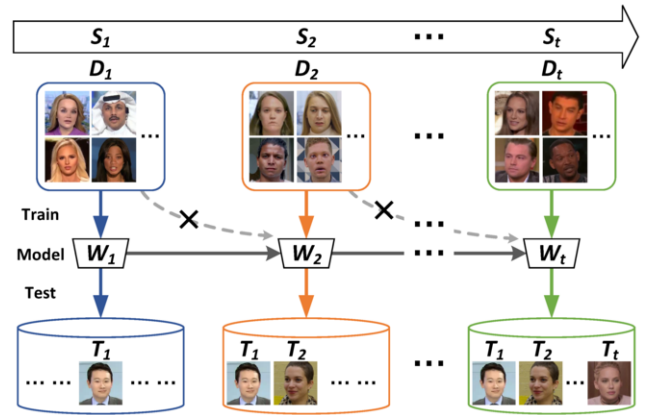 S1 S2 ... St
D1 D2 Dt
... ... ... ...
Train
...
Model W1 W2 ... Wt
Test
T1 T1 T2 T1 T2 Tt
... ... ... ... ... ... ... ...